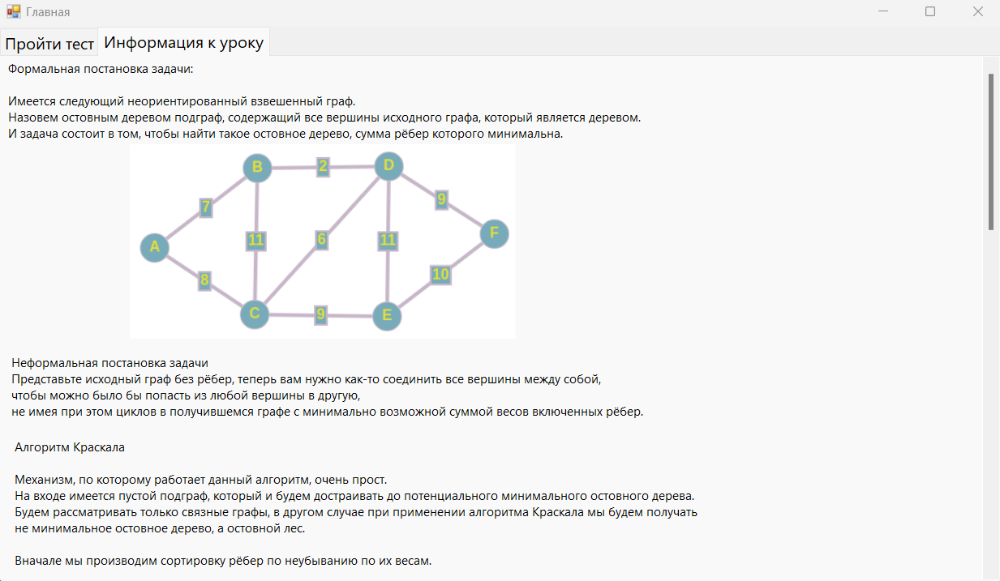 Главная
Пройти тест
Информация к уроку
Формальная постановка задачи:
Имеется следующий неориентированный взвешенный граф.
Назовем остовным деревом подграф, содержащий все вершины исходного графа, который является деревом.
И задача состоит в том, чтобы найти такое остовное дерево, сумма рёбер которого минимальна.
B
2
D
7
9
A
11
6
11
F
8
10
C
9
E
Неформальная постановка задачи
Представьте исходный граф без рёбер, теперь вам нужно как-то соединить все вершины между собой,
чтобы можно было бы попасть из любой вершины в другую,
не имея при этом циклов в получившемся графе с минимально возможной суммой весов включенных рёбер.
Алгоритм Краскала
Механизм, по которому работает данный алгоритм, очень прост.
На входе имеется пустой подграф, который и будем достраивать до потенциального минимального остовного дерева.
Будем рассматривать только связные графы, в другом случае при применении алгоритма Краскала мы будем получать
не минимальное остовное дерево, а остовной лес.
Вначале мы производим сортировку рёбер по неубыванию по их весам.